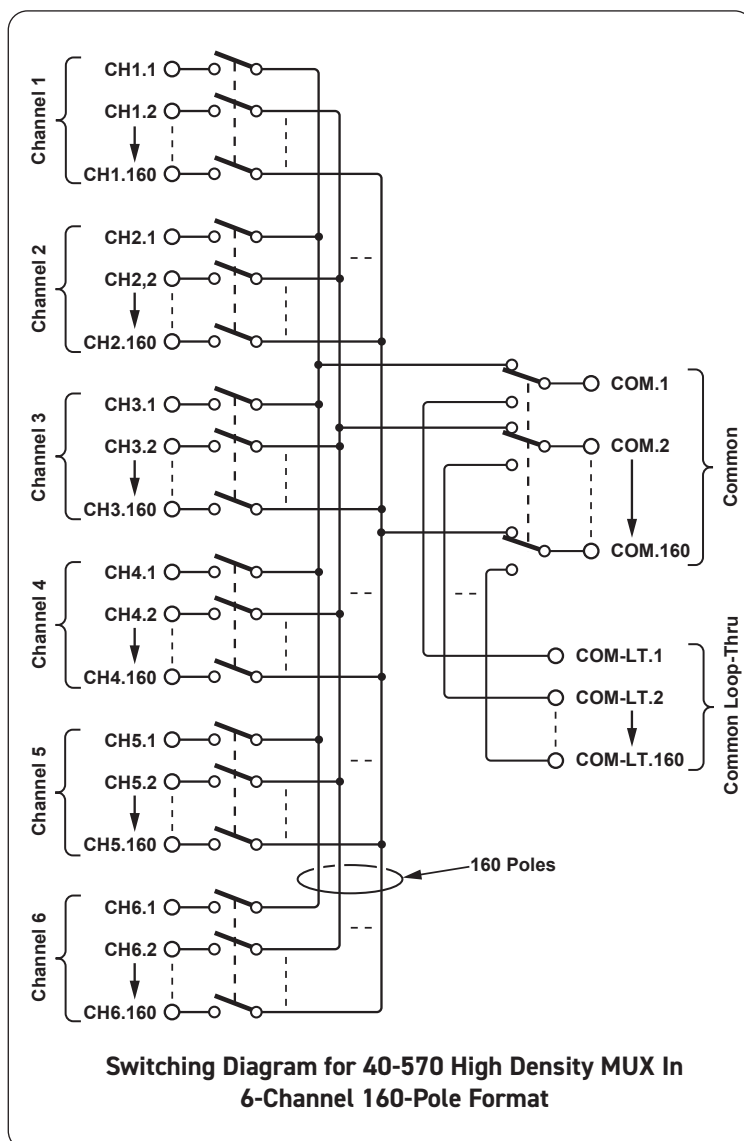 Channel 1
CH1.1
CH1.2
CH1.160
Channel 2
CH2.1
CH2,2
CH2.160
Channel 3
CH3.1
CH3.2
CH3.160
Channel 4
CH4.1
CH4.2
CH4.160
Channel 5
CH5.1
CH5.2
CH5.160
Channel 6
CH6.1
CH6.2
CH6.160
COM.1
COM.2
COM.160
Common
COM-LT.1
COM-LT.2
COM-LT.160
Common Loop-Thru
160 Poles
Switching Diagram for 40-570 High Density MUX In
6-Channel 160-Pole Format